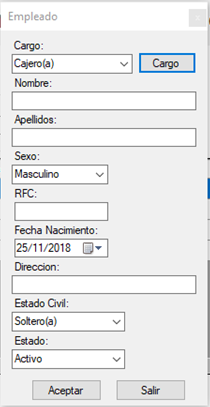 Empleado
Cargo:
Cajero(a)
Cargo
Nombre:
Apellidos:
Sexo:
Masculino
RFC:
Fecha Nacimiento:
25/11/2018
Direccion:
Estado Civil:
Soltero(a)
Estado:
Activo
Aceptar
Salir